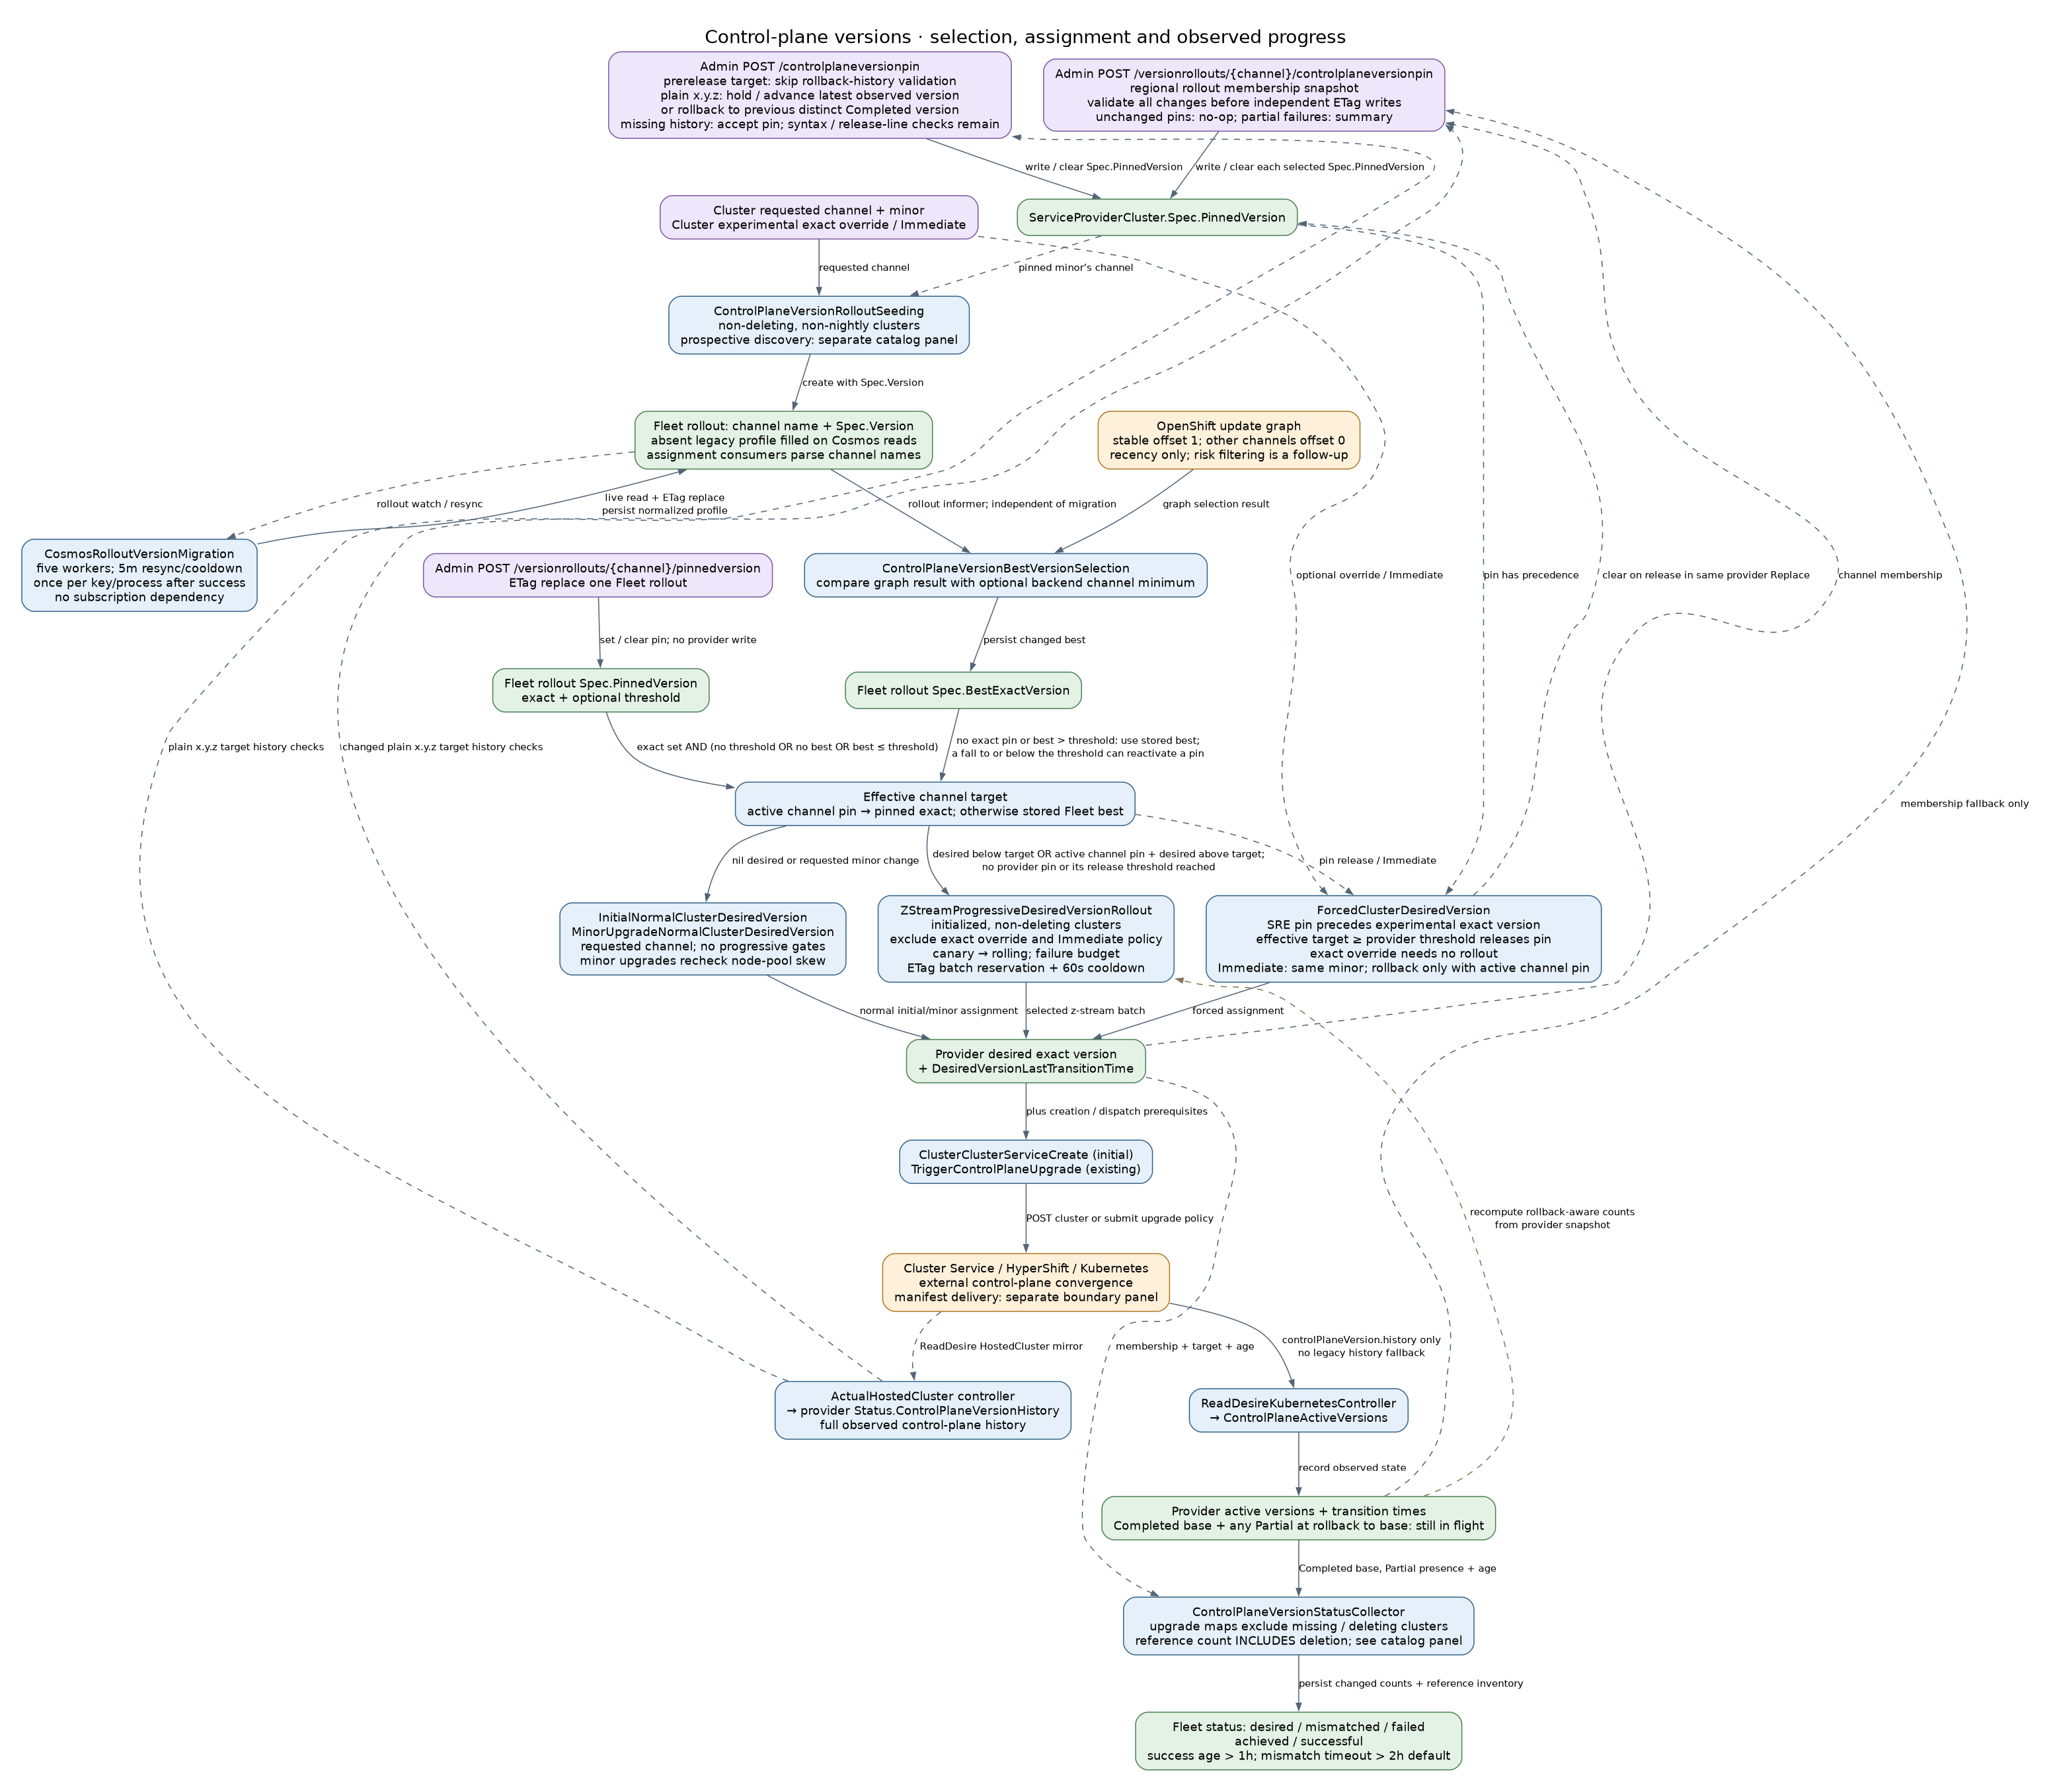 Control-plane versions · selection, assignment and observed progress
Admin POST /controlplaneversionpin
prerelease target: skip rollback-history validation
plain x.y.z: hold / advance latest observed version
or rollback to previous distinct Completed version
missing history: accept pin; syntax / release-line checks remain
Admin POST /versionrollouts/{channel}/controlplaneversionpin
regional rollout membership snapshot
validate all changes before independent ETag writes
unchanged pins: no-op; partial failures: summary
write / clear Spec.PinnedVersion
write / clear each selected Spec.PinnedVersion
Cluster requested channel + minor
Cluster experimental exact override / Immediate
ServiceProviderCluster.Spec.PinnedVersion
requested channel
pinned minor's channel
ControlPlaneVersionRolloutSeeding
non-deleting, non-nightly clusters
prospective discovery: separate catalog panel
create with Spec.Version
Fleet rollout: channel name + Spec.Version
absent legacy profile filled on Cosmos reads
assignment consumers parse channel names
OpenShift update graph
stable offset 1; other channels offset 0
recency only; risk filtering is a follow-up
rollout watch / resync
live read + ETag replace
persist normalized profile
rollout informer; independent of migration
graph selection result
CosmosRolloutVersionMigration
five workers; 5m resync/cooldown
once per key/process after success
no subscription dependency
Admin POST /versionrollouts/{channel}/pinnedversion
ETag replace one Fleet rollout
ControlPlaneVersionBestVersionSelection
compare graph result with optional backend channel minimum
optional override / Immediate
pin has precedence
clear on release in same provider Replace
channel membership
set / clear pin; no provider write
persist changed best
Fleet rollout Spec.PinnedVersion
exact + optional threshold
Fleet rollout Spec.BestExactVersion
plain x.y.z target history checks
changed plain x.y.z target history checks
exact set AND (no threshold OR no best OR best ≤ threshold)
no exact pin or best > threshold: use stored best;
a fall to or below the threshold can reactivate a pin
Effective channel target
active channel pin → pinned exact; otherwise stored Fleet best
membership fallback only
nil desired or requested minor change
desired below target OR active channel pin + desired above target;
no provider pin or its release threshold reached
pin release / Immediate
InitialNormalClusterDesiredVersion
MinorUpgradeNormalClusterDesiredVersion
requested channel; no progressive gates
minor upgrades recheck node-pool skew
ZStreamProgressiveDesiredVersionRollout
initialized, non-deleting clusters
exclude exact override and Immediate policy
canary → rolling; failure budget
ETag batch reservation + 60s cooldown
ForcedClusterDesiredVersion
SRE pin precedes experimental exact version
effective target ≥ provider threshold releases pin
exact override needs no rollout
Immediate: same minor; rollback only with active channel pin
normal initial/minor assignment
selected z-stream batch
forced assignment
Provider desired exact version
+ DesiredVersionLastTransitionTime
plus creation / dispatch prerequisites
ClusterClusterServiceCreate (initial)
TriggerControlPlaneUpgrade (existing)
POST cluster or submit upgrade policy
recompute rollback-aware counts
from provider snapshot
Cluster Service / HyperShift / Kubernetes
external control-plane convergence
manifest delivery: separate boundary panel
ReadDesire HostedCluster mirror
membership + target + age
controlPlaneVersion.history only
no legacy history fallback
ActualHostedCluster controller
→ provider Status.ControlPlaneVersionHistory
full observed control-plane history
ReadDesireKubernetesController
→ ControlPlaneActiveVersions
record observed state
Provider active versions + transition times
Completed base + any Partial at rollback to base: still in flight
Completed base, Partial presence + age
ControlPlaneVersionStatusCollector
upgrade maps exclude missing / deleting clusters
reference count INCLUDES deletion; see catalog panel
persist changed counts + reference inventory
Fleet status: desired / mismatched / failed
achieved / successful
success age > 1h; mismatch timeout > 2h default